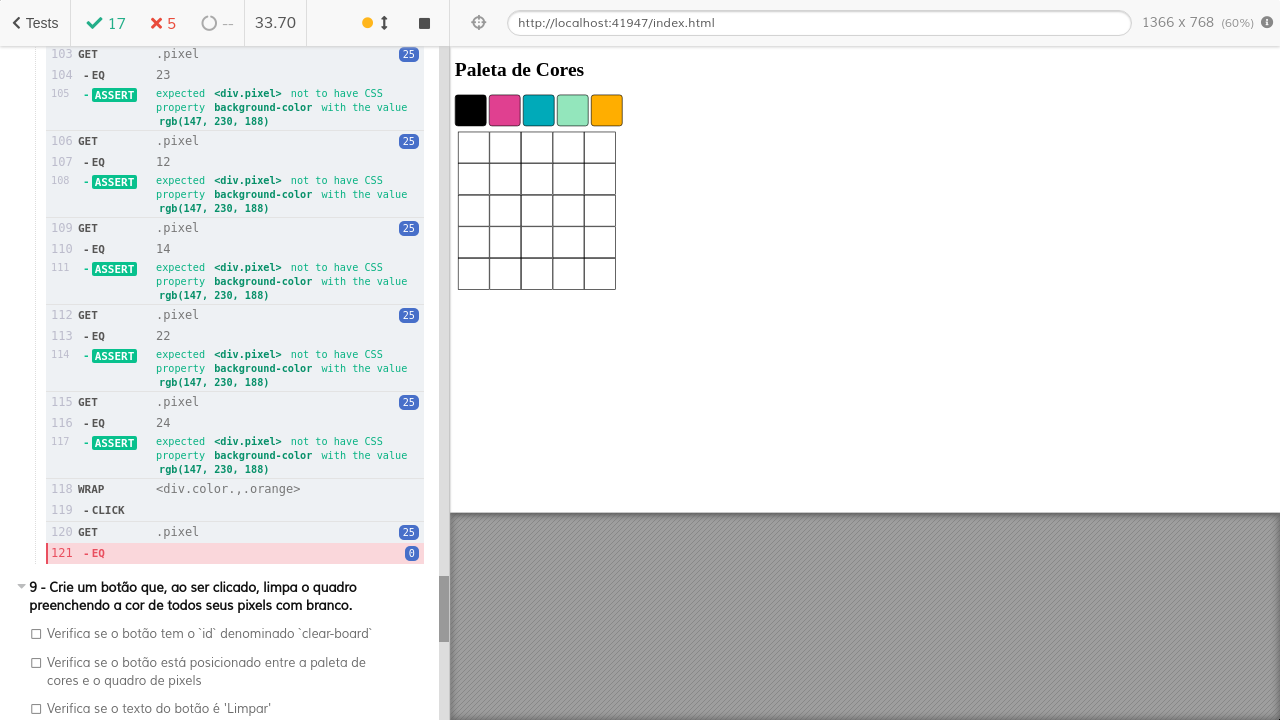 Tests
17
5
--
33.70
http://localhost:41947/index.html
1366 x 768 (60%)
103 GET .pixel 25
104 - EQ 23
105 - ASSERT expected <div.pixel> not to have CSS
property background-color with the value
rgb(147, 230, 188)
106 GET .pixel 25
107 - EQ 12
108 - ASSERT expected <div.pixel> not to have CSS
property background-color with the value
rgb(147, 230, 188)
109 GET .pixel 25
110 - EQ 14
111 - ASSERT expected <div.pixel> not to have CSS
property background-color with the value
rgb(147, 230, 188)
112 GET .pixel 25
113 - EQ 22
114 - ASSERT expected <div.pixel> not to have CSS
property background-color with the value
rgb(147, 230, 188)
115 GET .pixel 25
116 - EQ 24
117 - ASSERT expected <div.pixel> not to have CSS
property background-color with the value
rgb(147, 230, 188)
118 WRAP <div.color.,.orange>
119 - CLICK
120 GET .pixel 25
121 - EQ 0
9 - Crie um botão que, ao ser clicado, limpa o quadro
preenchendo a cor de todos seus pixels com branco.
Verifica se o botão tem o `id` denominado `clear-board`
Verifica se o botão está posicionado entre a paleta de
cores e o quadro de pixels
Verifica se o texto do botão é 'Limpar'
Paleta de Cores